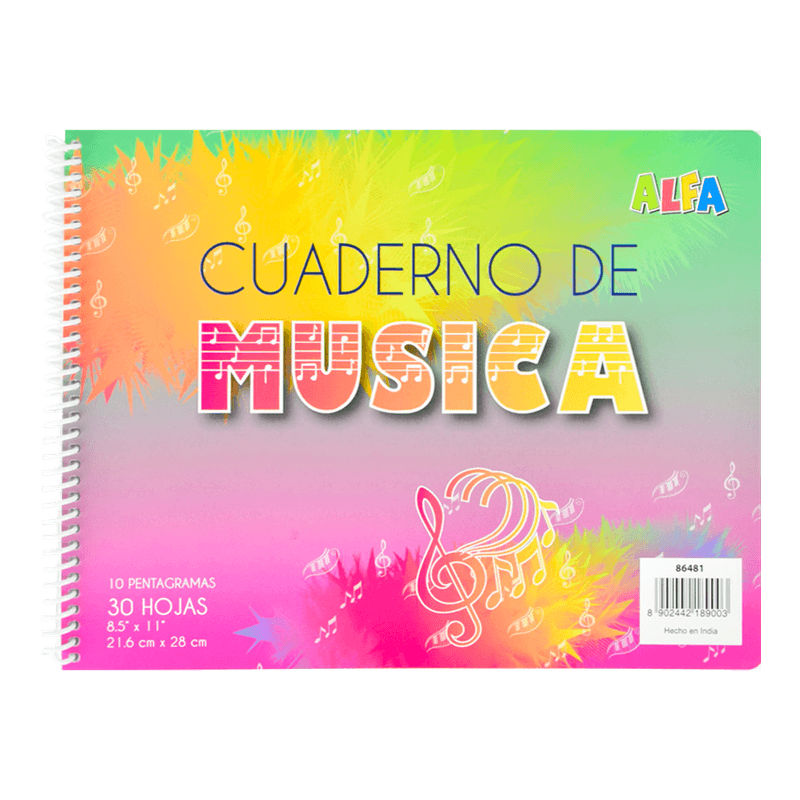 ALFA
CUADERNO DE
MUSICA
10 PENTAGRAMAS
30 HOJAS
8.5" x 11"
21.6 cm x 28 cm
86481
8 902442 189003
Hecho en India